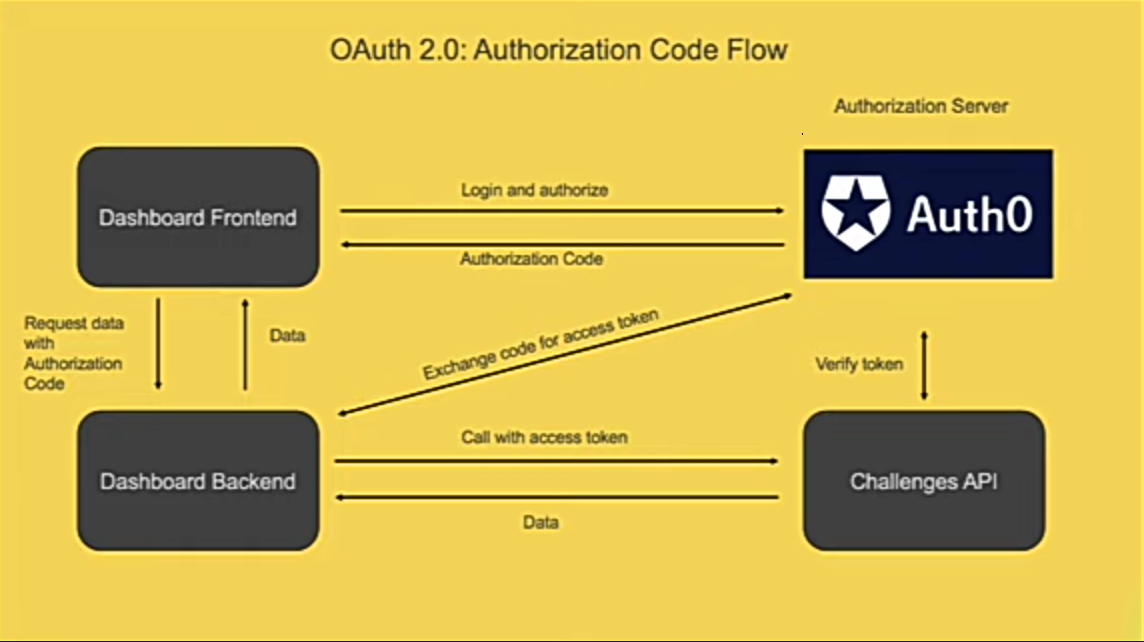 OAuth 2.0: Authorization Code Flow
Authorization Server
Login and authorize
Dashboard Frontend
Auth0
Authorization Code
Request data
with
Authorization
Code
Data
Exchange code for access token
Verify token
Call with access token
Dashboard Backend
Challenges API
Data